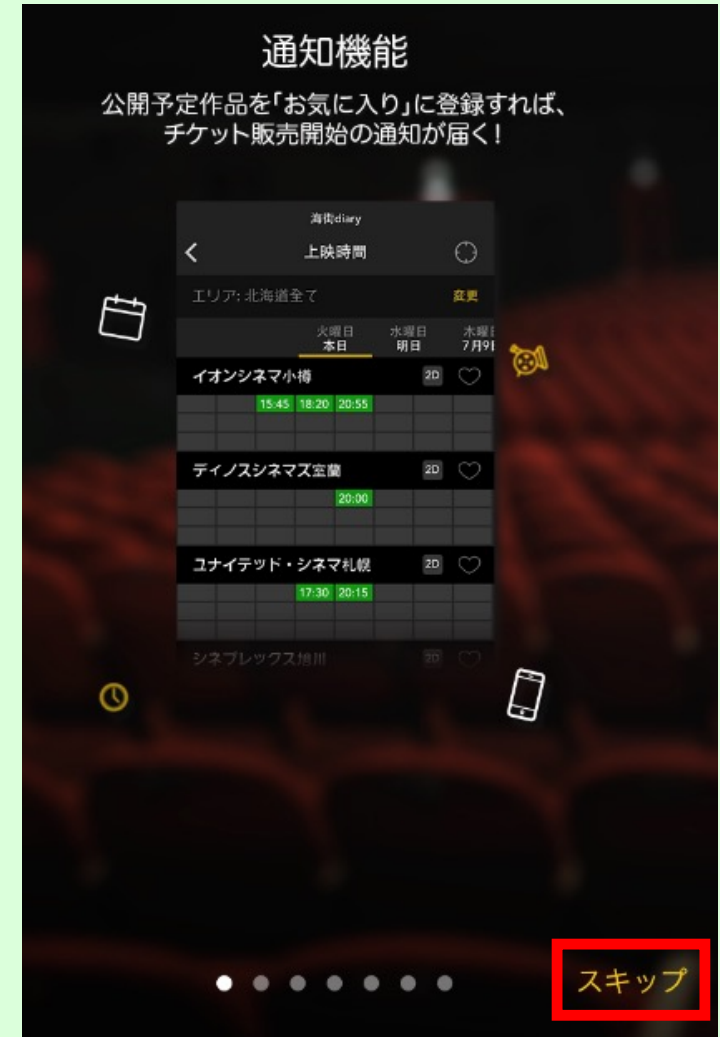 通知機能
公開予定作品を「お気に入り」に登録すれば、
チケット販売開始の通知が届く!
海街diary
上映時間
エリア: 北海道全て 変更
火曜日 水曜日 木曜日
本日 明日 7月9日
イオンシネマ小樽 2D
15:45 18:20 20:55
ディノスシネマズ室蘭 2D
20:00
ユナイテッド・シネマ札幌 2D
17:30 20:15
シネプレックス旭川 2D
スキップ